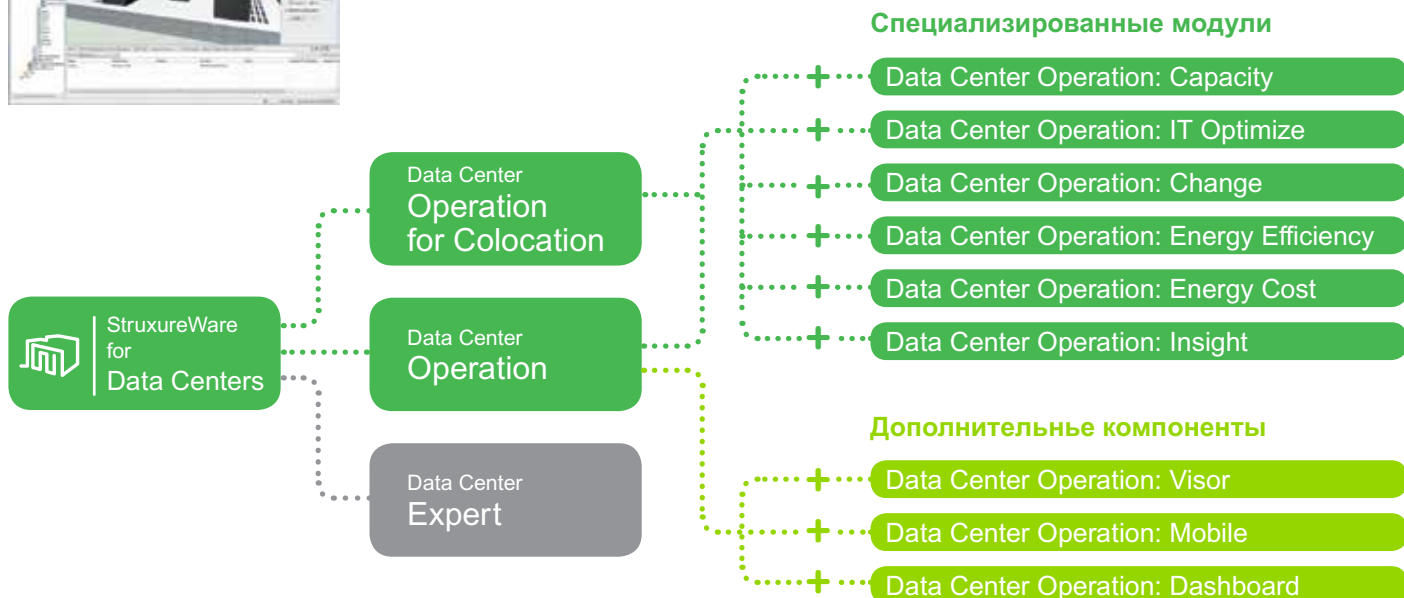 Специализированные модули
Data Center Operation: Capacity
Data Center Operation: IT Optimize
Data Center Operation: Change
Data Center Operation: Energy Efficiency
Data Center Operation: Energy Cost
Data Center Operation: Insight
Data Center
Operation
for Colocation
StruxureWare
for
Data Centers
Data Center
Operation
Data Center
Expert
Дополнительнье компоненты
Data Center Operation: Visor
Data Center Operation: Mobile
Data Center Operation: Dashboard